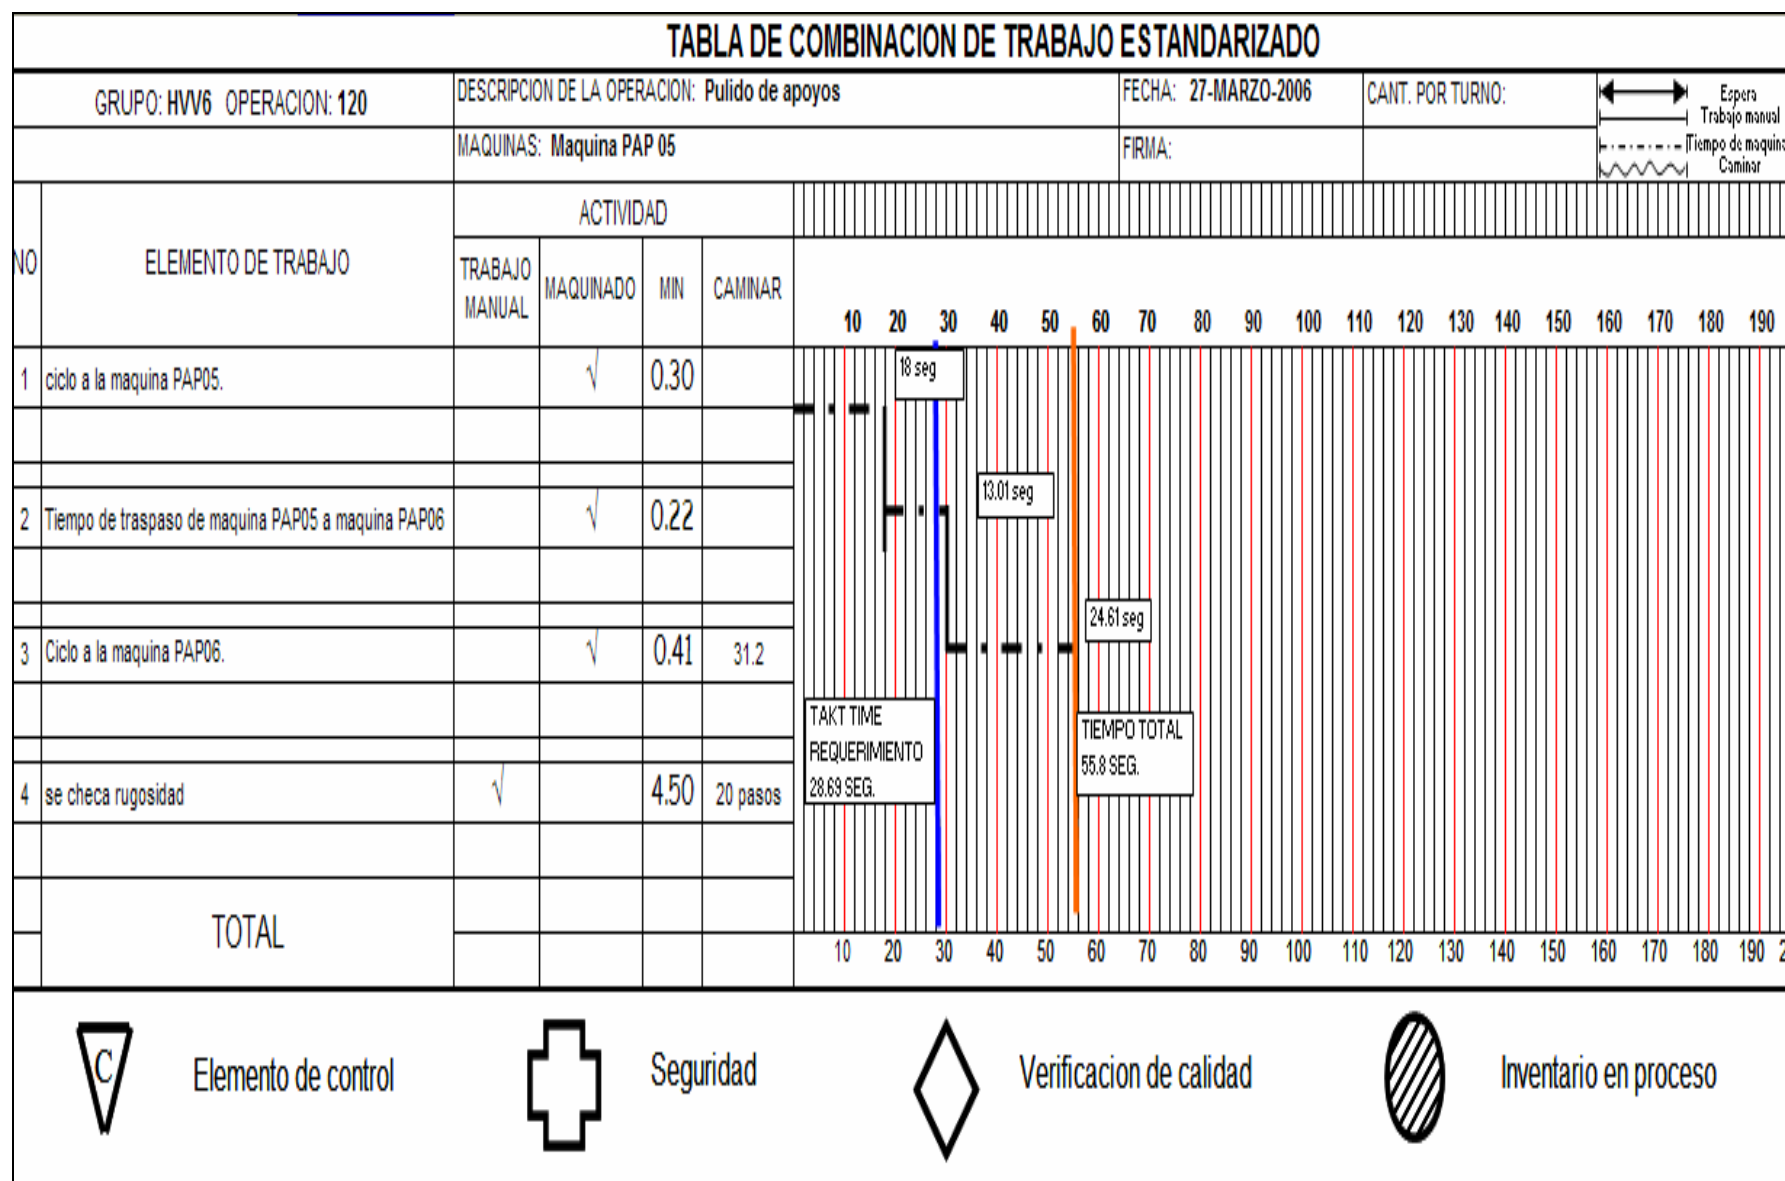 TABLA DE COMBINACION DE TRABAJO ESTANDARIZADO
GRUPO: HVV6 OPERACION: 120
DESCRIPCION DE LA OPERACION: Pulido de apoyos
FECHA: 27-MARZO-2006
CANT. POR TURNO:
Espera
Trabajo manual
Tiempo de maquina
Caminar
MAQUINAS: Maquina PAP 05
FIRMA:
NO
ELEMENTO DE TRABAJO
ACTIVIDAD
TRABAJO
MANUAL
MAQUINADO
MIN
CAMINAR
10 20 30 40 50 60 70 80 90 100 110 120 130 140 150 160 170 180 190
1 ciclo a la maquina PAP05. √ 0.30
18 seg
2 Tiempo de traspaso de maquina PAP05 a maquina PAP06 √ 0.22
13.01 seg
3 Ciclo a la maquina PAP06. √ 0.41 31.2
24.61 seg
4 se checa rugosidad √ 4.50 20 pasos
TAKT TIME
REQUERIMIENTO
28.69 SEG.
TIEMPO TOTAL
55.8 SEG.
TOTAL
10 20 30 40 50 60 70 80 90 100 110 120 130 140 150 160 170 180 190 2
C
Elemento de control
Seguridad
Verificacion de calidad
Inventario en proceso